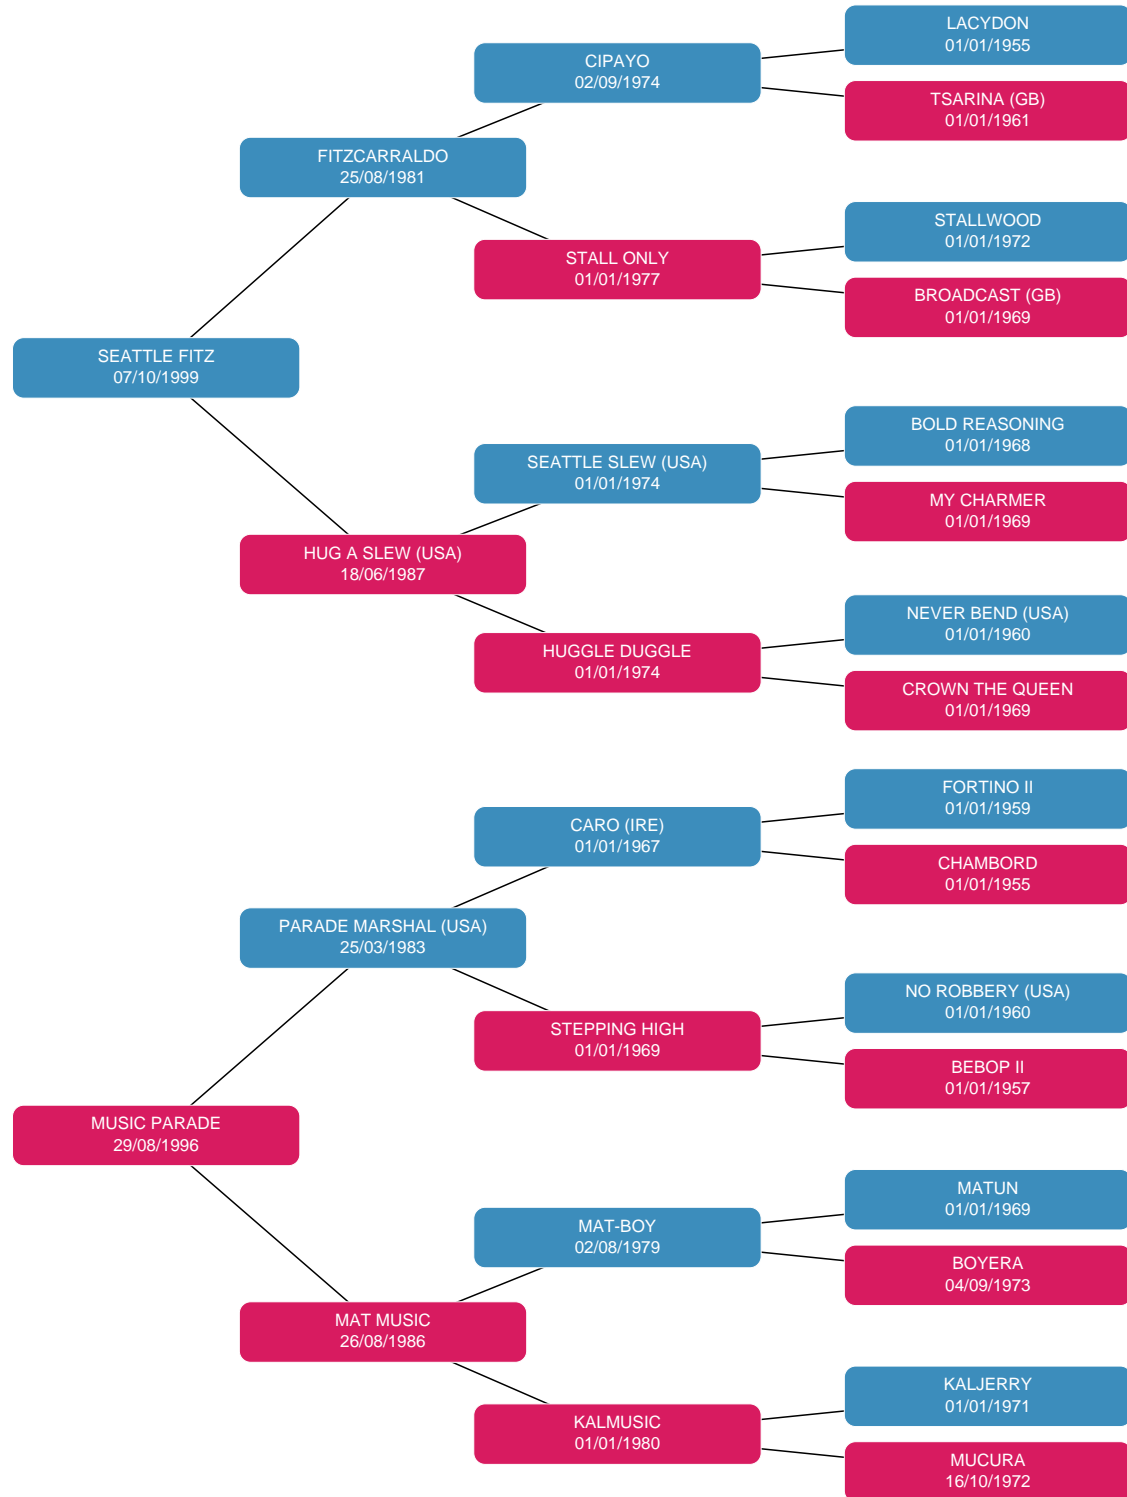 LACYDON
01/01/1955
CIPAYO
02/09/1974
TSARINA (GB)
01/01/1961
FITZCARRALDO
25/08/1981
STALLWOOD
01/01/1972
STALL ONLY
01/01/1977
BROADCAST (GB)
01/01/1969
SEATTLE FITZ
07/10/1999
BOLD REASONING
01/01/1968
SEATTLE SLEW (USA)
01/01/1974
MY CHARMER
01/01/1969
HUG A SLEW (USA)
18/06/1987
NEVER BEND (USA)
01/01/1960
HUGGLE DUGGLE
01/01/1974
CROWN THE QUEEN
01/01/1969
FORTINO II
01/01/1959
CARO (IRE)
01/01/1967
CHAMBORD
01/01/1955
PARADE MARSHAL (USA)
25/03/1983
NO ROBBERY (USA)
01/01/1960
STEPPING HIGH
01/01/1969
BEBOP II
01/01/1957
MUSIC PARADE
29/08/1996
MATUN
01/01/1969
MAT-BOY
02/08/1979
BOYERA
04/09/1973
MAT MUSIC
26/08/1986
KALJERRY
01/01/1971
KALMUSIC
01/01/1980
MUCURA
16/10/1972